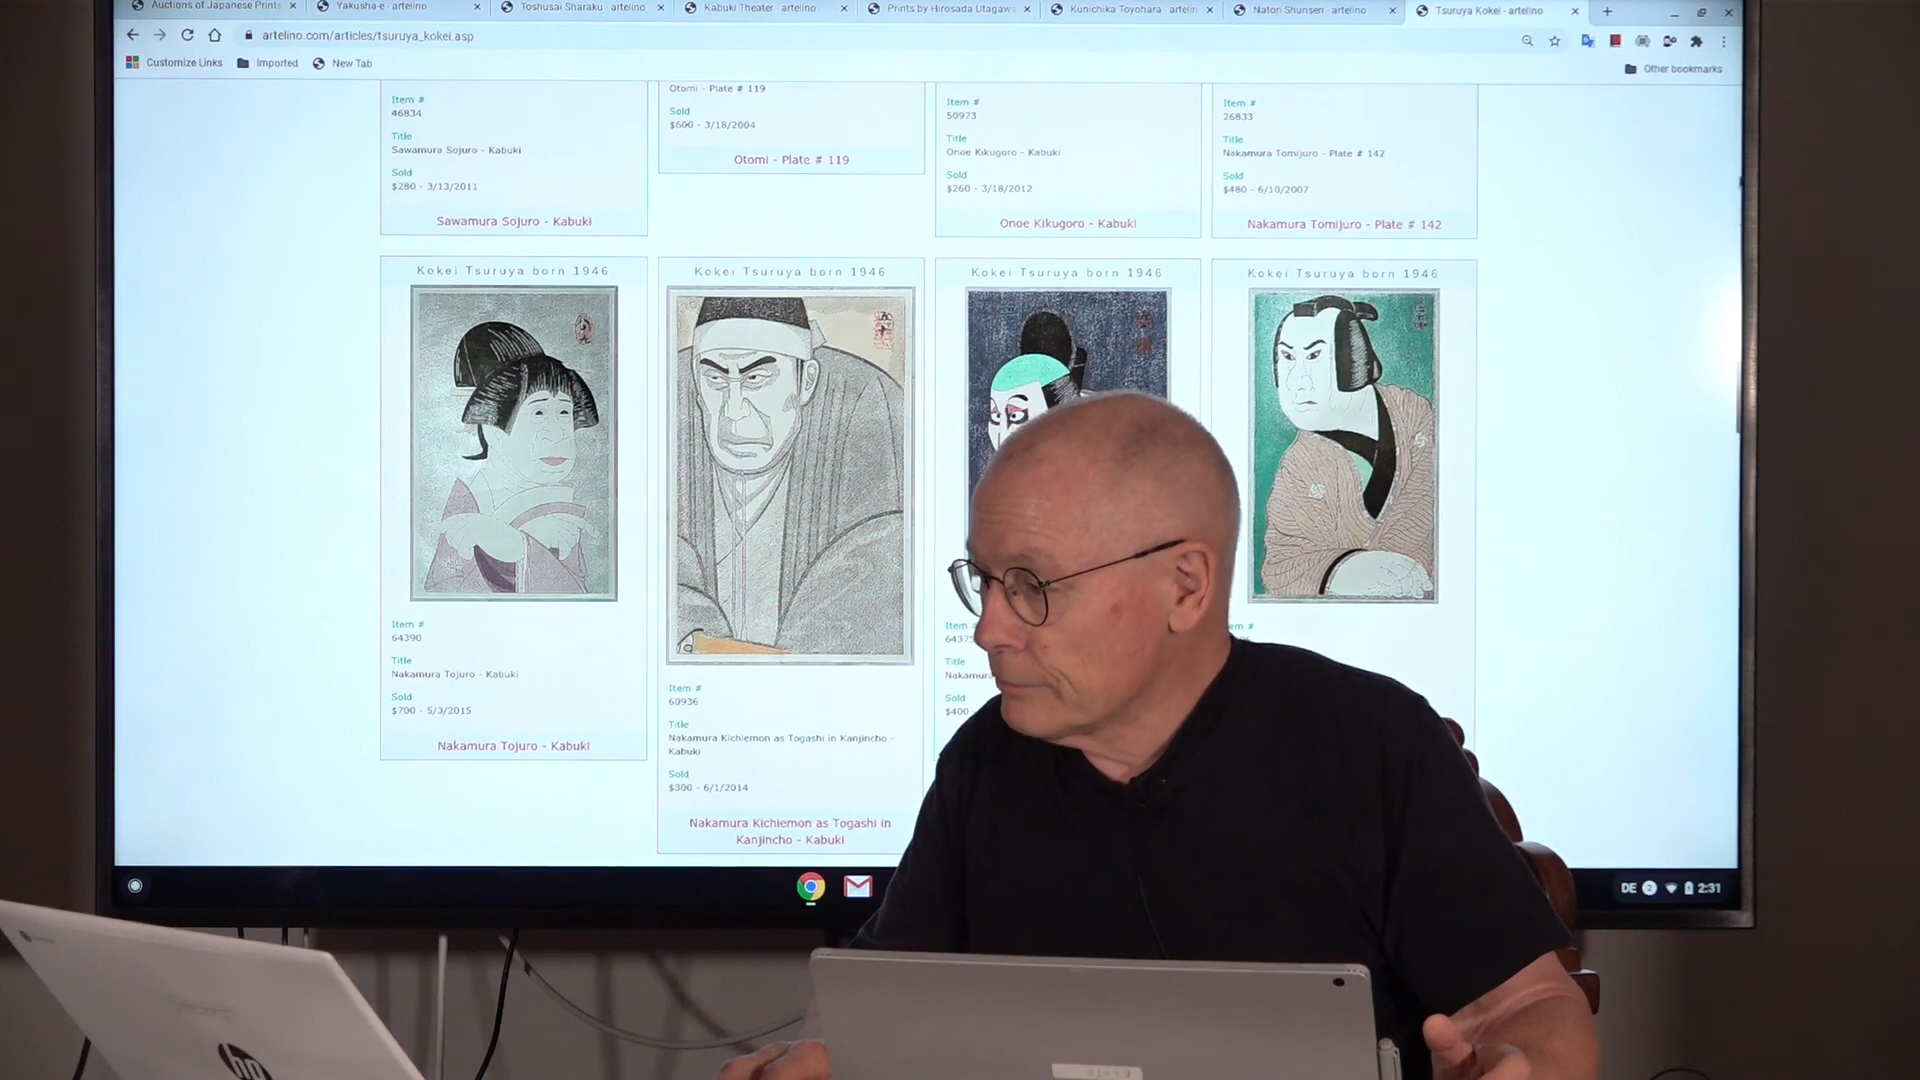 Auctions of Japanese Prints
Yakusha-e - artelino
Toshusai Sharaku - artelino
Kabuki Theater - artelino
Prints by Hirosada Utagawa
Kunichika Toyohara - artelin
Natori Shunsen - artelino
Tsuruya Kokei - artelino
artelino.com/articles/tsuruya_kokei.asp
Customize Links
Imported
New Tab
Other bookmarks
Item #
46834
Title
Sawamura Sojuro - Kabuki
Sold
$280 - 3/13/2011
Sawamura Sojuro - Kabuki
Otomi - Plate # 119
Sold
$600 - 3/18/2004
Otomi - Plate # 119
Item #
50973
Title
Onoe Kikugoro - Kabuki
Sold
$260 - 3/18/2012
Onoe Kikugoro - Kabuki
Item #
26833
Title
Nakamura Tomijuro - Plate # 142
Sold
$480 - 6/10/2007
Nakamura Tomijuro - Plate # 142
Kokei Tsuruya born 1946
Item #
64390
Title
Nakamura Tojuro - Kabuki
Sold
$700 - 5/3/2015
Nakamura Tojuro - Kabuki
Kokei Tsuruya born 1946
Item #
60936
Title
Nakamura Kichiemon as Togashi in Kanjincho -
Kabuki
Sold
$300 - 6/1/2014
Nakamura Kichiemon as Togashi in
Kanjincho - Kabuki
Kokei Tsuruya born 1946
Item
6437
Title
Nakamura
Sold
$400 -
Kokei Tsuruya born 1946
em #
DE 2 2:31
hp